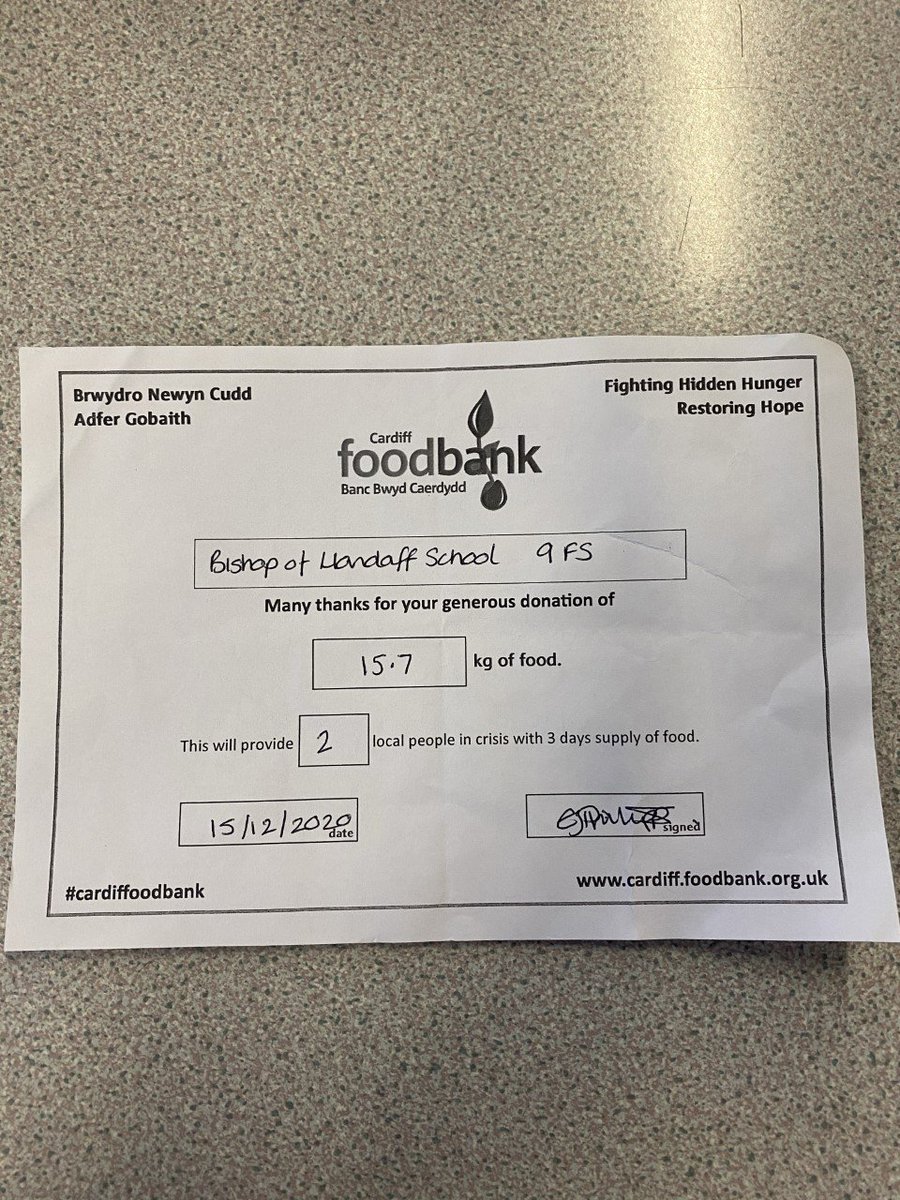 Brwydro Newyn Cudd
Adfer Gobaith
Fighting Hidden Hunger
Restoring Hope
Cardiff
foodbank
Banc Bwyd Caerdydd
Bishop of Llandaff School 9 FS
Many thanks for your generous donation of
15.7 kg of food.
This will provide 2 local people in crisis with 3 days supply of food.
15/12/2020 date
signed
#cardiffoodbank
www.cardiff.foodbank.org.uk